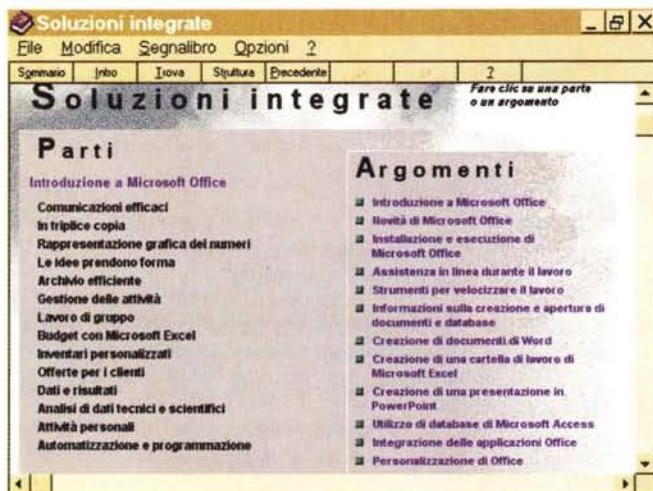 Soluzioni integrate
File Modifica Segnalibro Opzioni ?
Sommario Intro Trova Struttura Precedente ?
Soluzioni integrate
Fare clic su una parte
o un argomento
Parti
Introduzione a Microsoft Office
Comunicazioni efficaci
In triplice copia
Rappresentazione grafica dei numeri
Le idee prendono forma
Archivio efficiente
Gestione delle attività
Lavoro di gruppo
Budget con Microsoft Excel
Inventari personalizzati
Offerte per i clienti
Dati e risultati
Analisi di dati tecnici e scientifici
Attività personali
Automatizzazione e programmazione
Argomenti
Introduzione a Microsoft Office
Novità di Microsoft Office
Installazione e esecuzione di
Microsoft Office
Assistenza in linea durante il lavoro
Strumenti per velocizzare il lavoro
Informazioni sulla creazione e apertura di
documenti e database
Creazione di documenti di Word
Creazione di una cartella di lavoro di
Microsoft Excel
Creazione di una presentazione in
PowerPoint
Utilizzo di database di Microsoft Access
Integrazione delle applicazioni Office
Personalizzazione di Office